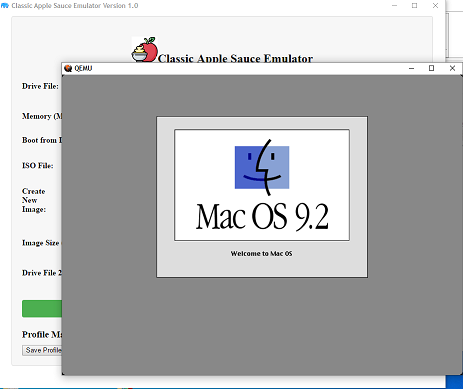 Classic Apple Sauce Emulator Version 1.0
Classic Apple Sauce Emulator
QEMU
Drive File:
Memory (M
Boot from
ISO File:
Create
New
Image:
Image Size
Drive File 2
Profile Ma
Save Profile
Mac OS 9.2
Welcome to Mac OS